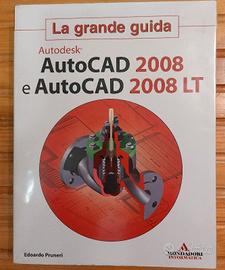 La grande guida
Autodesk®
AutoCAD 2008
e AutoCAD 2008 LT
Edoardo Pruneri
MONDADORI
INFORMATICA